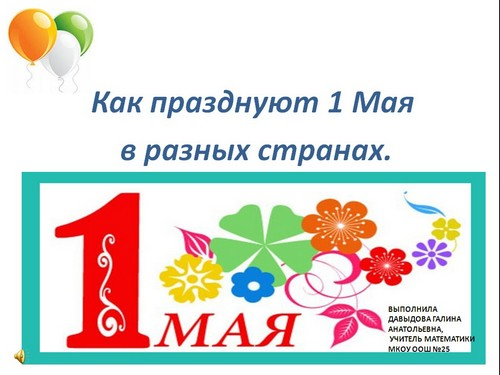 Как празднуют 1 Мая
в разных странах.
1 МАЯ
ВЫПОЛНИЛА
ДАВЫДОВА ГАЛИНА
АНАТОЛЬЕВНА,
УЧИТЕЛЬ МАТЕМАТИКИ
МКОУ ООШ №25